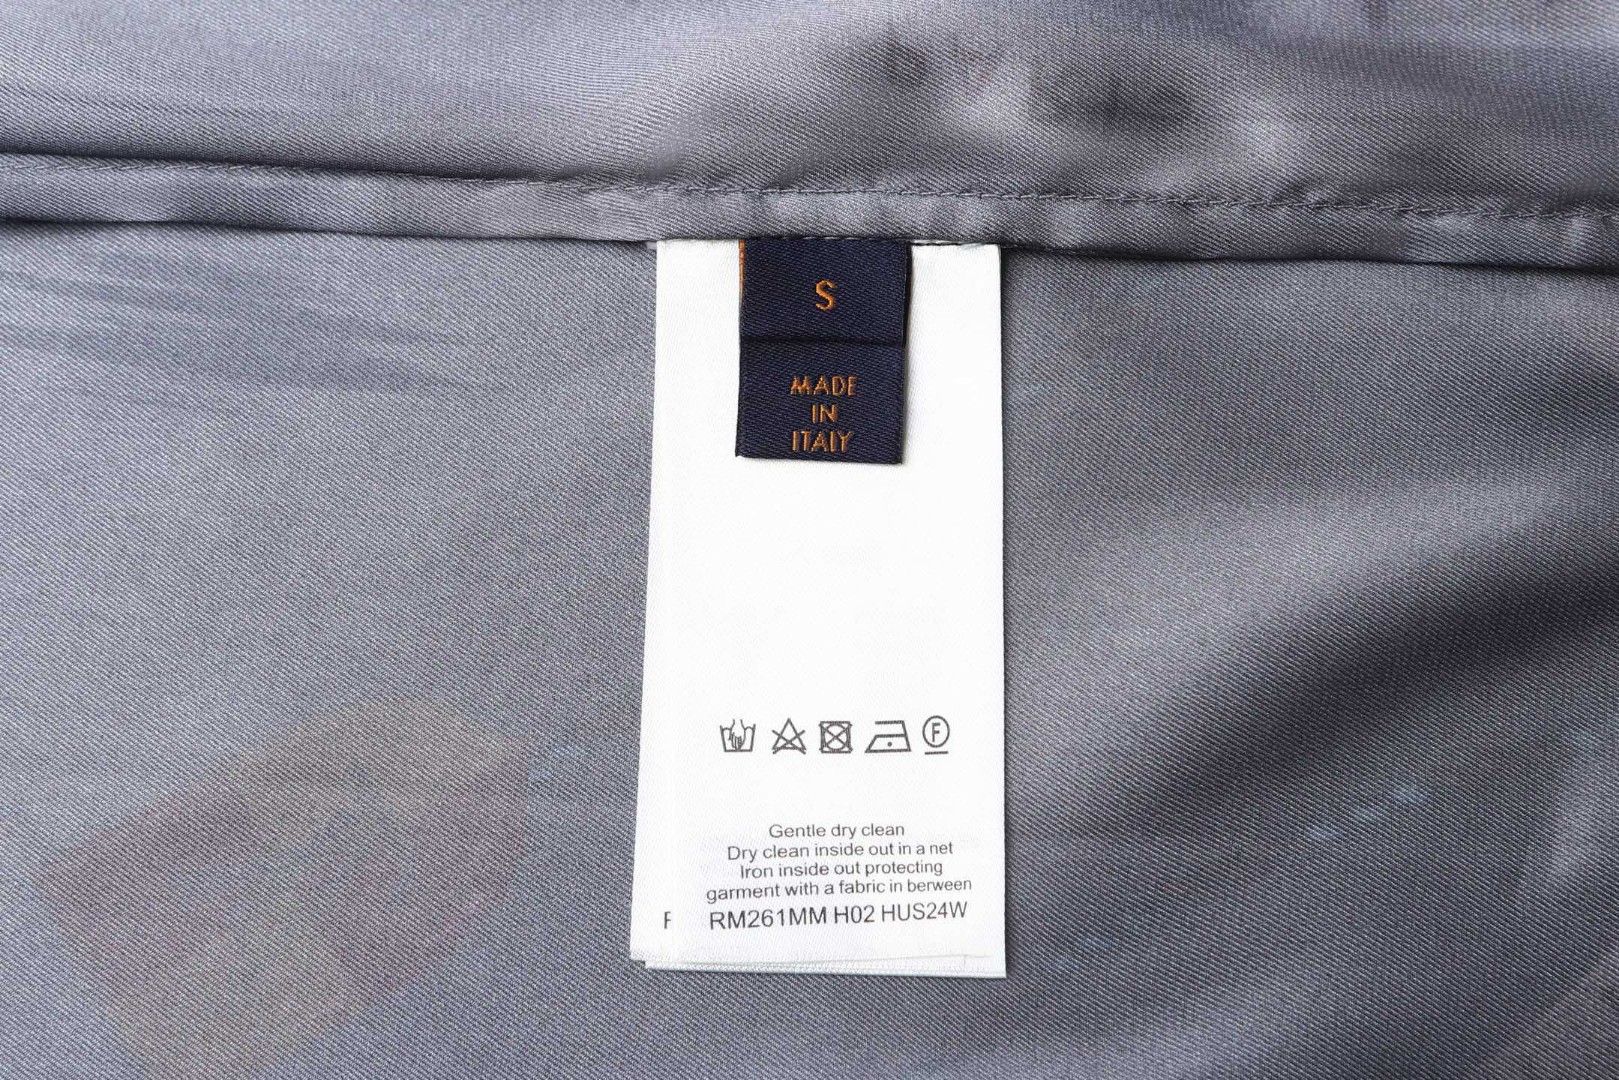 S
MADE
IN
ITALY
F
Gentle dry clean
Dry clean inside out in a net
Iron inside out protecting
garment with a fabric in berween
F RM261MM H02 HUS24W